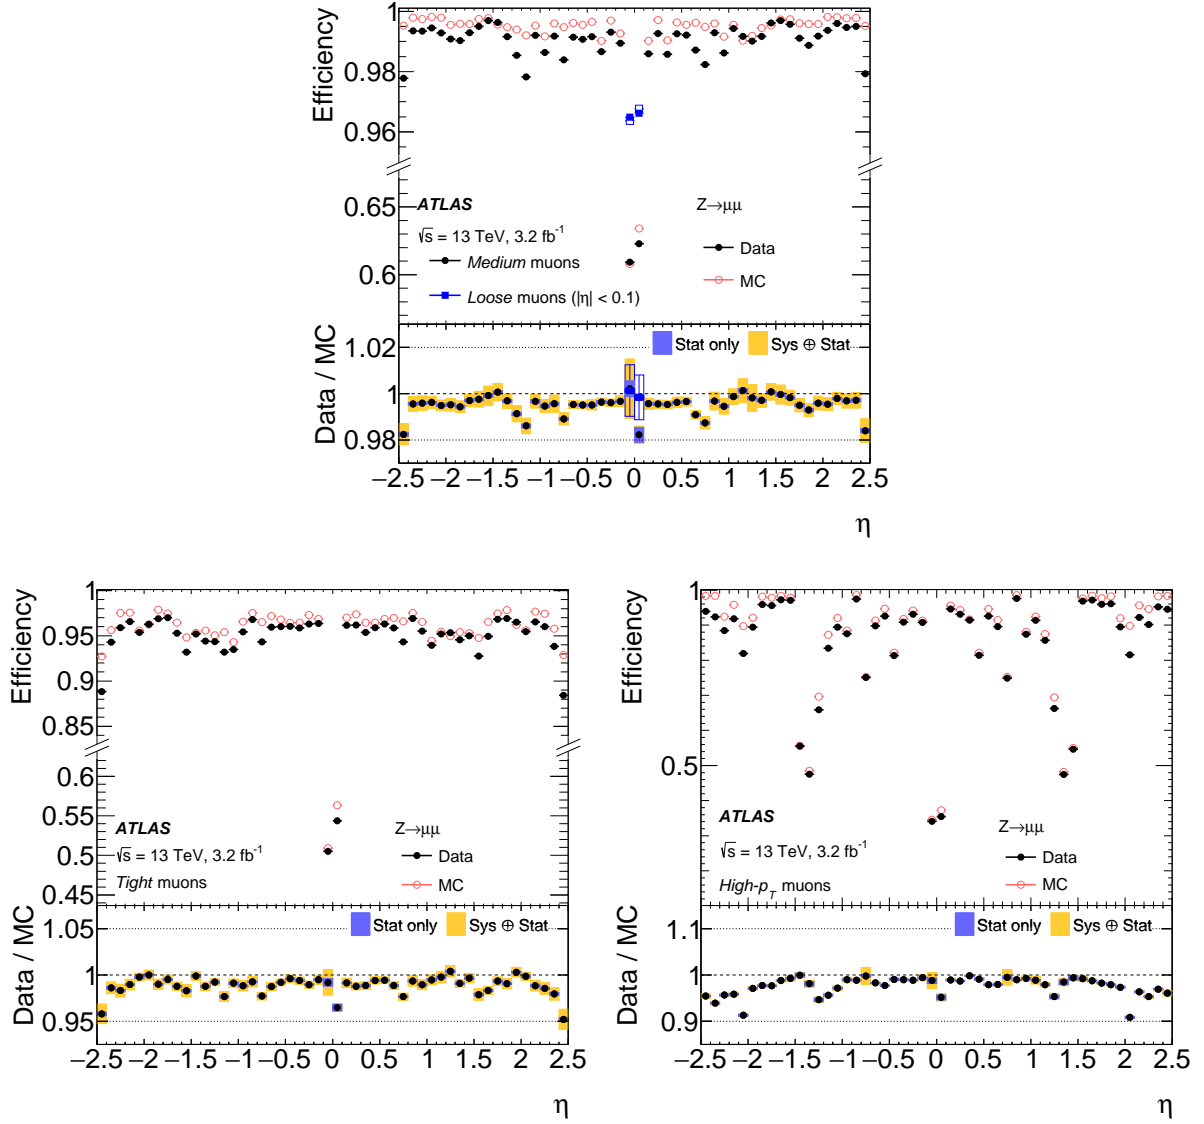 Efficiency
1
0.98
0.96
0.65
0.6
ATLAS
√s = 13 TeV, 3.2 fb⁻¹
Medium muons
Loose muons (|η| < 0.1)
Z→μμ
Data
MC
Data / MC
1.02
1
0.98
Stat only
Sys ⊕ Stat
−2.5 −2 −1.5 −1 −0.5 0 0.5 1 1.5 2 2.5
η
Efficiency
1
0.95
0.9
0.85
0.6
0.55
0.5
0.45
ATLAS
√s = 13 TeV, 3.2 fb⁻¹
Tight muons
Z→μμ
Data
MC
Data / MC
1.05
1
0.95
Stat only
Sys ⊕ Stat
−2.5 −2 −1.5 −1 −0.5 0 0.5 1 1.5 2 2.5
η
Efficiency
1
0.5
ATLAS
√s = 13 TeV, 3.2 fb⁻¹
High-p_T muons
Z→μμ
Data
MC
Data / MC
1.1
1
0.9
Stat only
Sys ⊕ Stat
−2.5 −2 −1.5 −1 −0.5 0 0.5 1 1.5 2 2.5
η